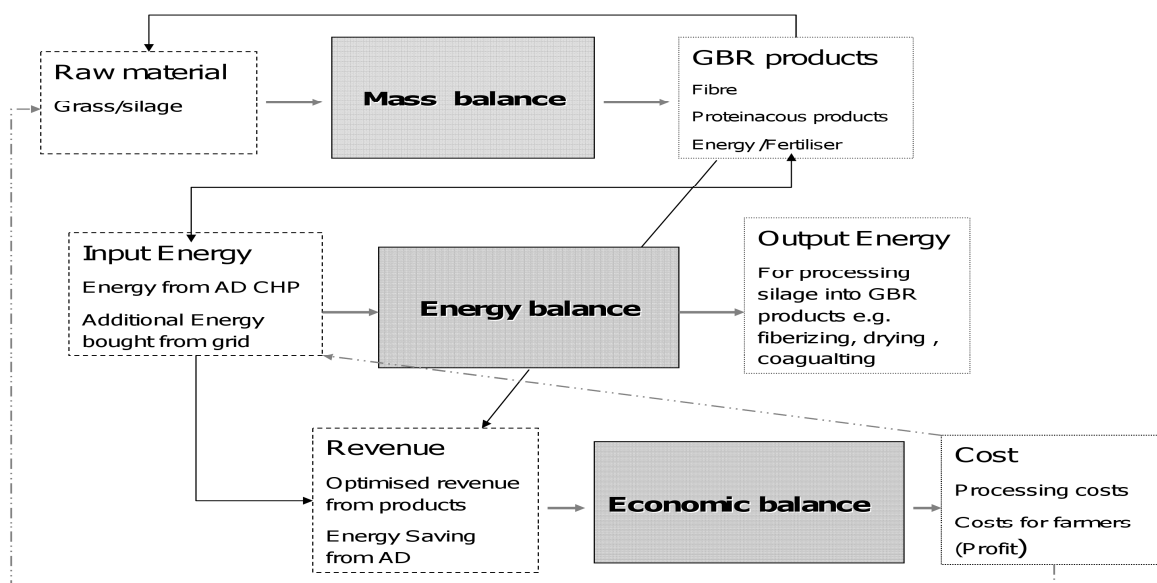 Raw material
Grass/silage
Mass balance
GBR products
Fibre
Proteinacous products
Energy /Fertiliser
Input Energy
Energy from AD CHP
Additional Energy
bought from grid
Energy balance
Output Energy
For processing
silage into GBR
products e.g.
fiberizing, drying ,
coagualting
Revenue
Optimised revenue
from products
Energy Saving
from AD
Economic balance
Cost
Processing costs
Costs for farmers
(Profit)